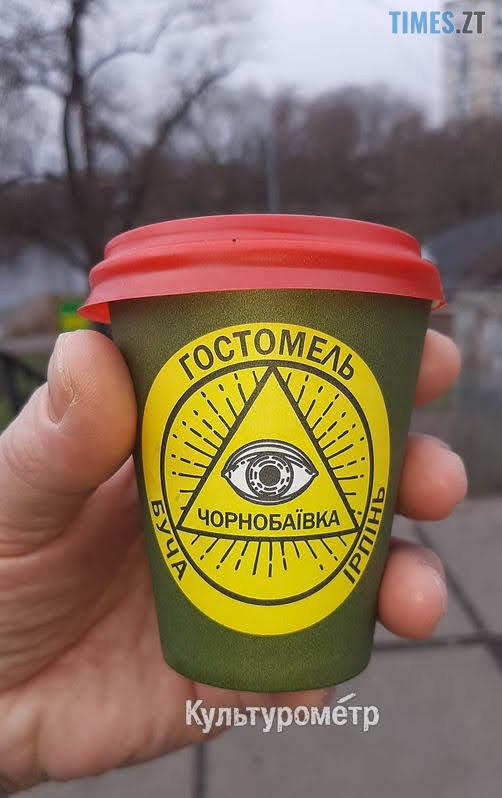 TIMES.ZT
ГОСТОМЕЛЬ
ЧОРНОБАЇВКА
БУЧА
ІРПІНЬ
Культурометр